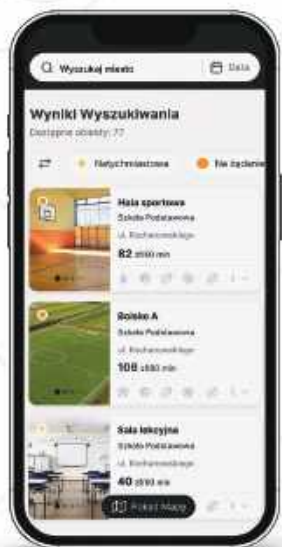 Wyszukaj miasto
Data
Wyniki Wyszukiwania
Dostępne obiekty: 77
Natychmiastowa
Na żądanie
Hala sportowa
Szkoła Podstawowa
ul. Kochanowskiego
82 zł/60 min
Boisko A
Szkoła Podstawowa
ul. Kochanowskiego
108 zł/60 min
Sala lekcyjna
Szkoła Podstawowa
ul. Kochanowskiego
40 zł/60 min
Pokaż Mapę